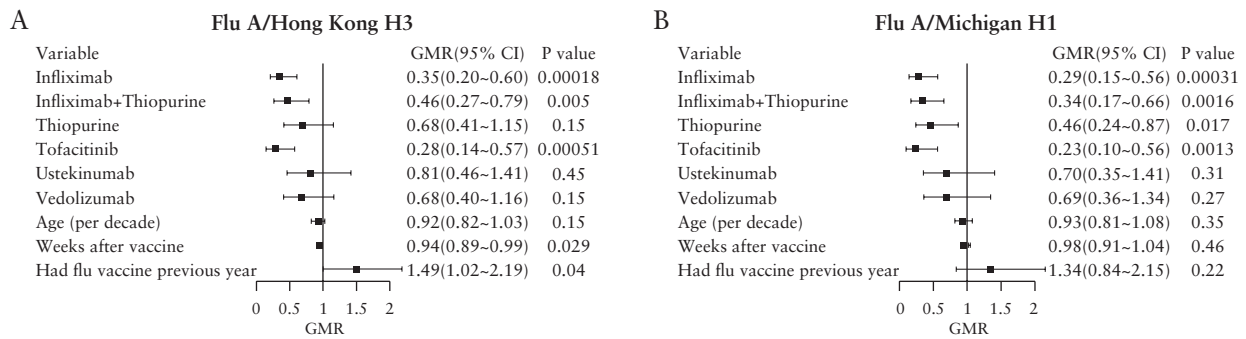 A
Flu A/Hong Kong H3
Variable GMR(95% CI) P value
Infliximab 0.35(0.20~0.60) 0.00018
Infliximab+Thiopurine 0.46(0.27~0.79) 0.005
Thiopurine 0.68(0.41~1.15) 0.15
Tofacitinib 0.28(0.14~0.57) 0.00051
Ustekinumab 0.81(0.46~1.41) 0.45
Vedolizumab 0.68(0.40~1.16) 0.15
Age (per decade) 0.92(0.82~1.03) 0.15
Weeks after vaccine 0.94(0.89~0.99) 0.029
Had flu vaccine previous year 1.49(1.02~2.19) 0.04
0 0.5 1 1.5 2
GMR
B
Flu A/Michigan H1
Variable GMR(95% CI) P value
Infliximab 0.29(0.15~0.56) 0.00031
Infliximab+Thiopurine 0.34(0.17~0.66) 0.0016
Thiopurine 0.46(0.24~0.87) 0.017
Tofacitinib 0.23(0.10~0.56) 0.0013
Ustekinumab 0.70(0.35~1.41) 0.31
Vedolizumab 0.69(0.36~1.34) 0.27
Age (per decade) 0.93(0.81~1.08) 0.35
Weeks after vaccine 0.98(0.91~1.04) 0.46
Had flu vaccine previous year 1.34(0.84~2.15) 0.22
0 0.5 1 1.5 2
GMR